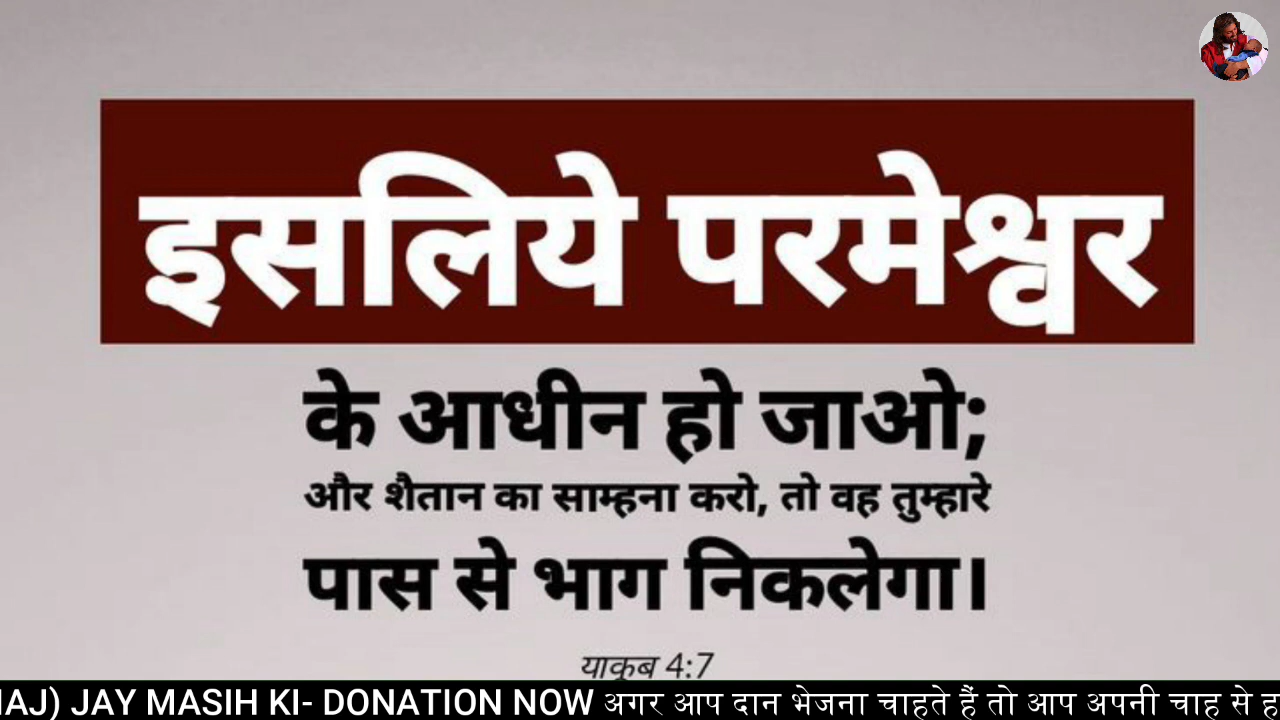 इसलिये परमेश्वर
के आधीन हो जाओ;
और शैतान का साम्हना करो, तो वह तुम्हारे
पास से भाग निकलेगा।
याकूब 4:7
JAY MASIH KI- DONATION NOW अगर आप दान भेजना चाहते हैं तो आप अपनी चाह से